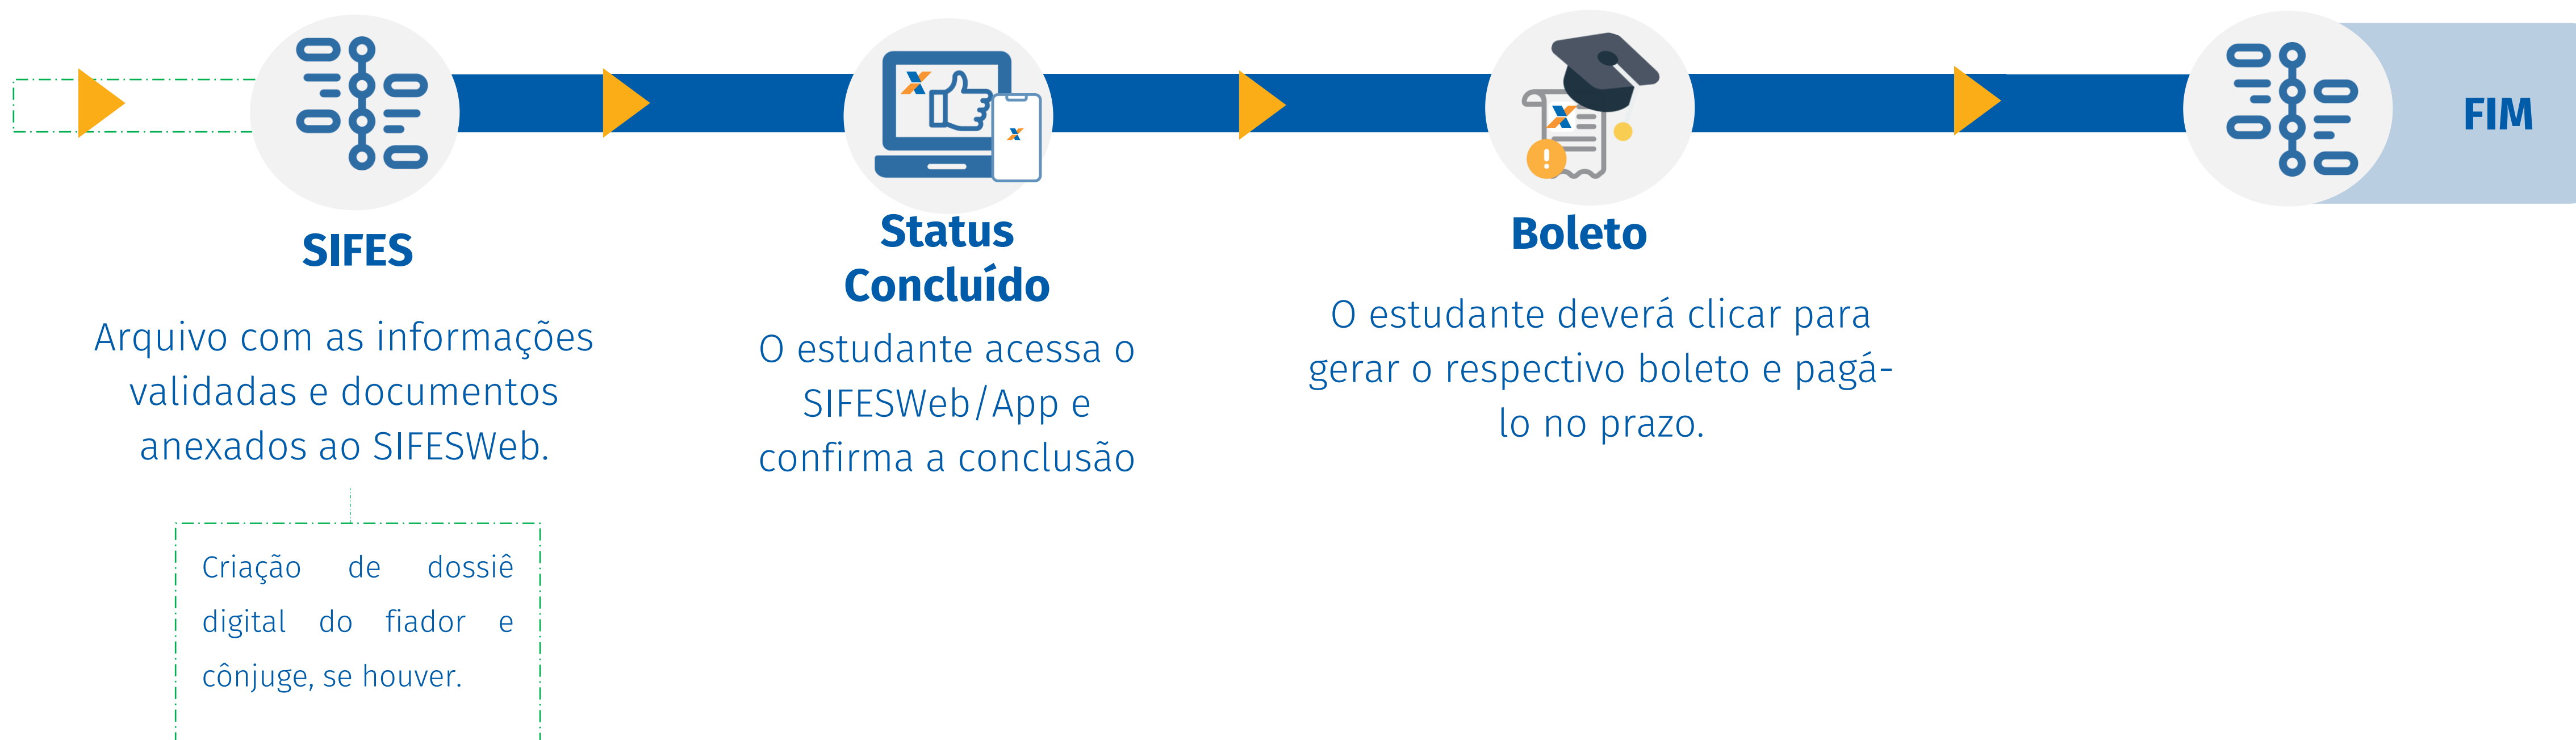 FIM
SIFES
Arquivo com as informações
validadas e documentos
anexados ao SIFESWeb.
Criação de dossiê
digital do fiador e
cônjuge, se houver.
Status
Concluído
O estudante acessa o
SIFESWeb/App e
confirma a conclusão
Boleto
O estudante deverá clicar para
gerar o respectivo boleto e pagá-
lo no prazo.